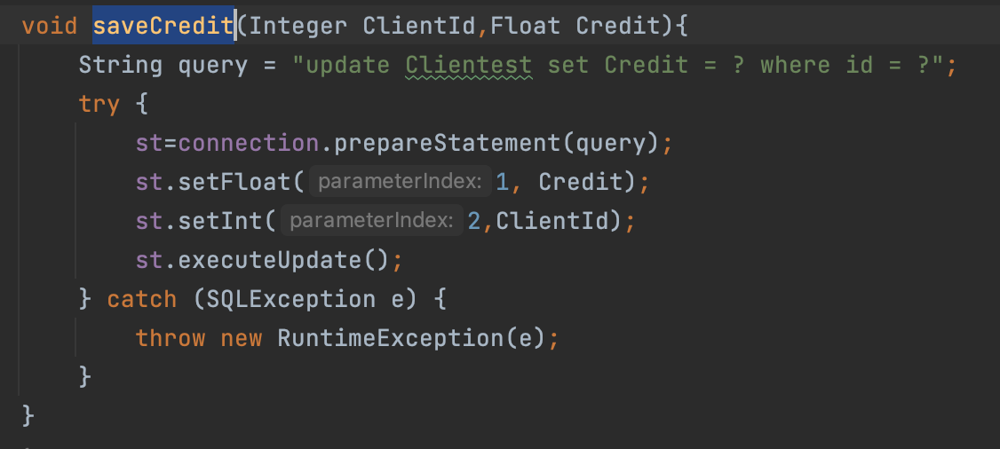 void saveCredit(Integer ClientId,Float Credit){
String query = "update Clientest set Credit = ? where id = ?";
try {
st=connection.prepareStatement(query);
st.setFloat( parameterIndex: 1, Credit);
st.setInt( parameterIndex: 2,ClientId);
st.executeUpdate();
} catch (SQLException e) {
throw new RuntimeException(e);
}
}